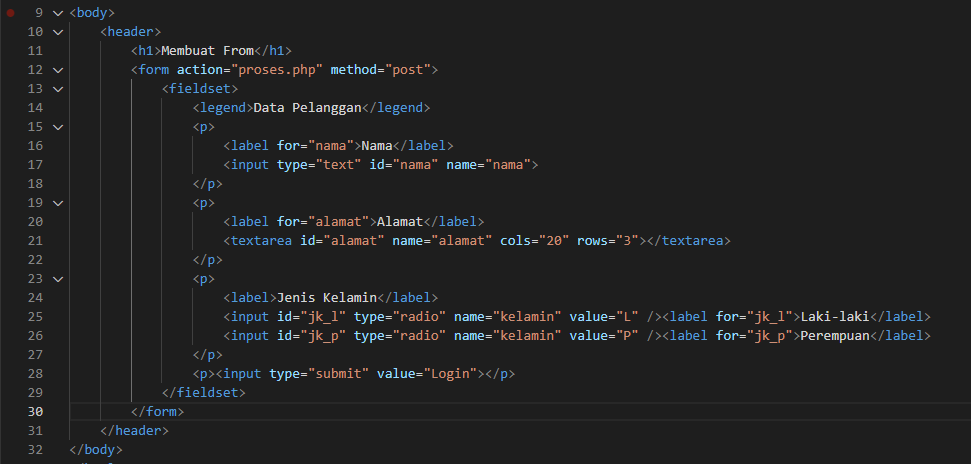 9 <body>
10 <header>
11 <h1>Membuat From</h1>
12 <form action="proses.php" method="post">
13 <fieldset>
14 <legend>Data Pelanggan</legend>
15 <p>
16 <label for="nama">Nama</label>
17 <input type="text" id="nama" name="nama">
18 </p>
19 <p>
20 <label for="alamat">Alamat</label>
21 <textarea id="alamat" name="alamat" cols="20" rows="3"></textarea>
22 </p>
23 <p>
24 <label>Jenis Kelamin</label>
25 <input id="jk_l" type="radio" name="kelamin" value="L" /><label for="jk_l">Laki-laki</label>
26 <input id="jk_p" type="radio" name="kelamin" value="P" /><label for="jk_p">Perempuan</label>
27 </p>
28 <p><input type="submit" value="Login"></p>
29 </fieldset>
30 </form>
31 </header>
32 </body>